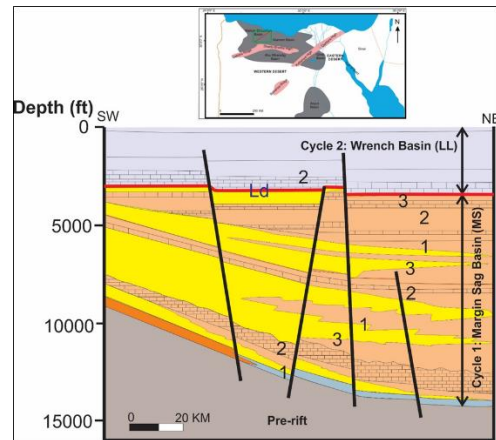 N
WESTERN DESERT
EASTERN DESERT
Depth (ft)
SW
NE
0
5000
10000
15000
Cycle 2: Wrench Basin (LL)
2
Ld
3
2
1
3
2
1
3
2
1
Cycle 1: Margin Sag Basin (MS)
0 20 KM
Pre-rift